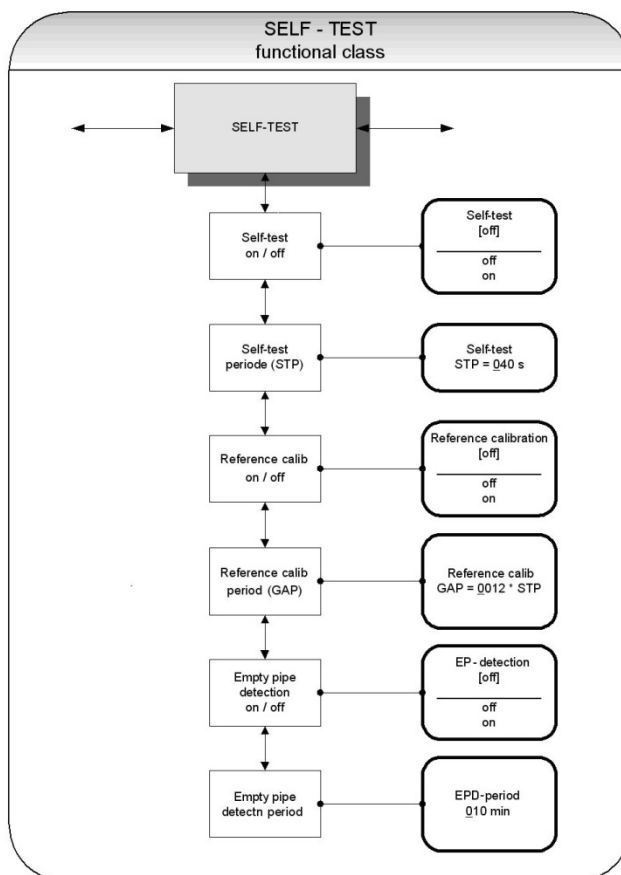 SELF - TEST
functional class
SELF-TEST
Self-test
on / off
Self-test
[off]
off
on
Self-test
periode (STP)
Self-test
STP = 040 s
Reference calib
on / off
Reference calibration
[off]
off
on
Reference calib
period (GAP)
Reference calib
GAP = 0012 * STP
Empty pipe
detection
on / off
EP-detection
[off]
off
on
Empty pipe
detectn period
EPD-period
010 min